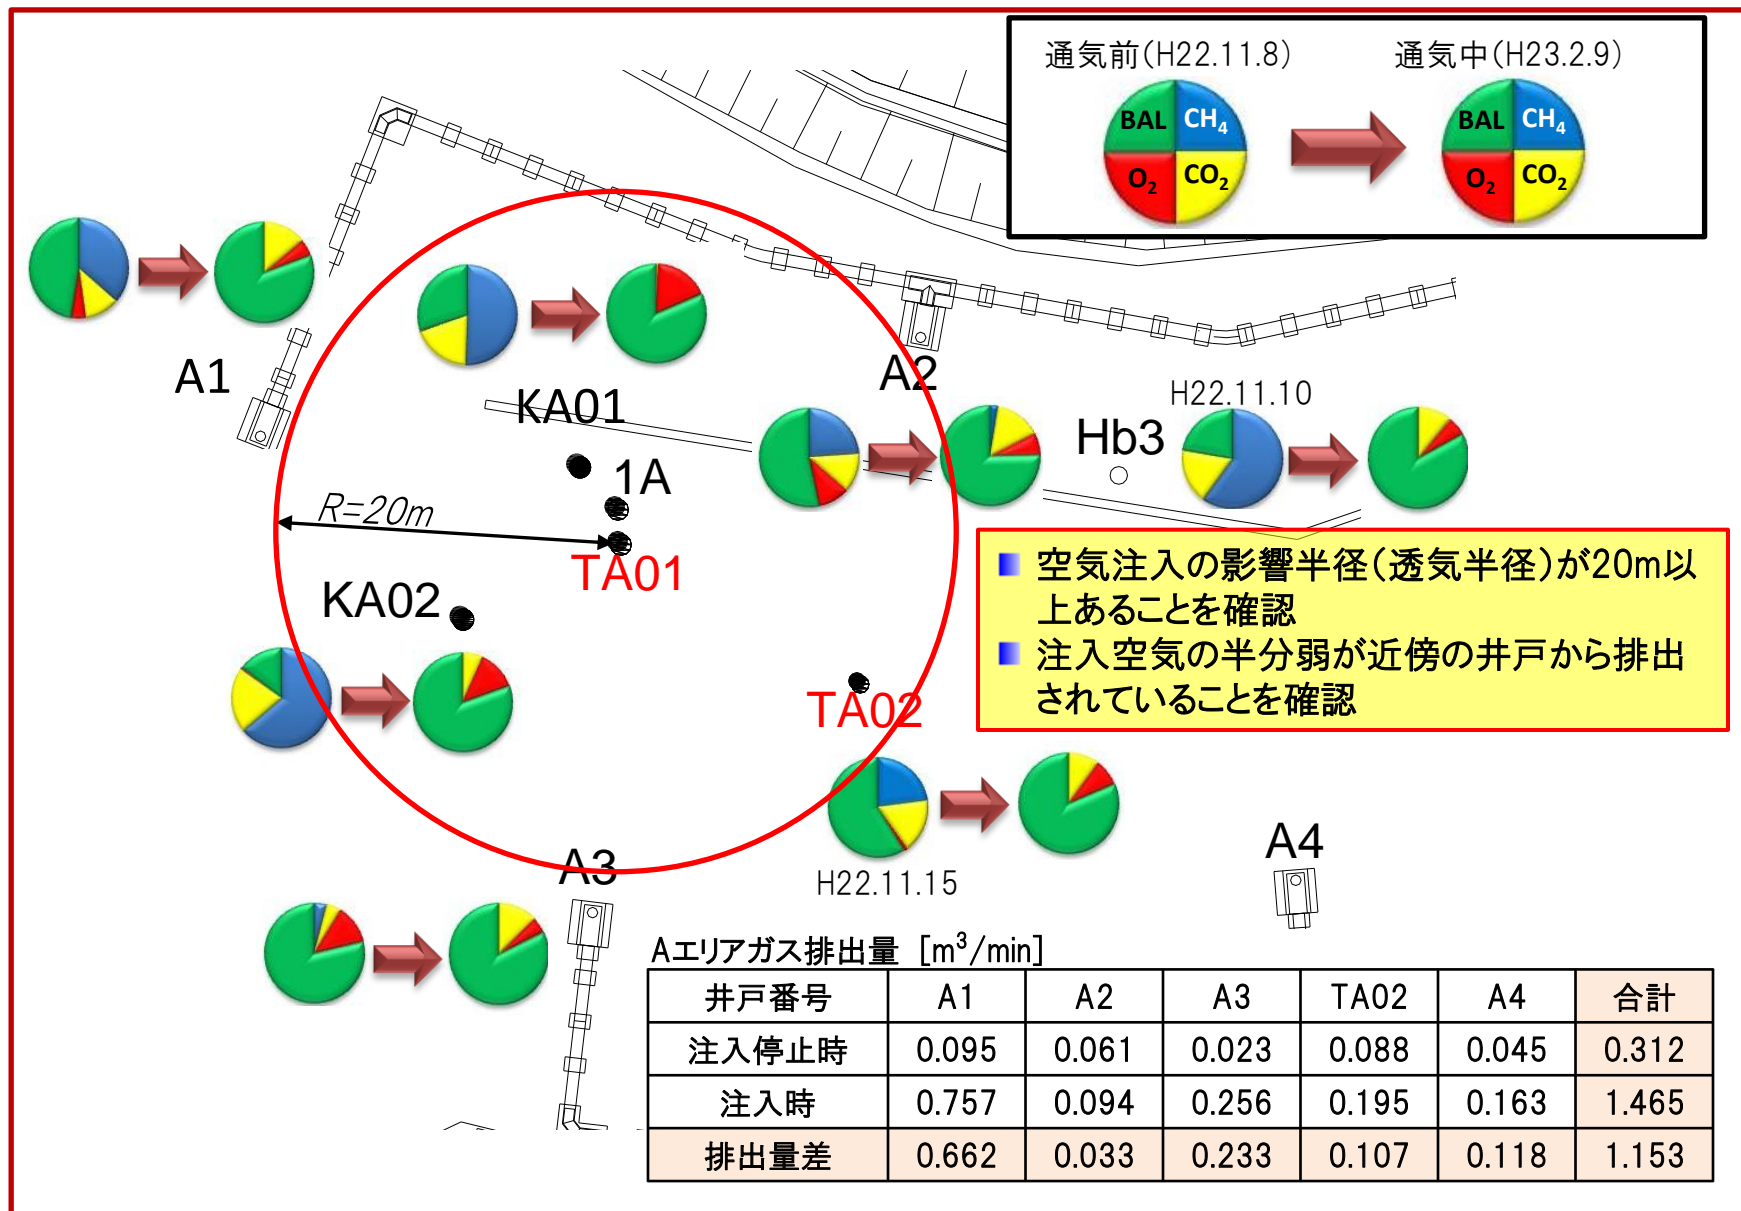 通気前(H22.11.8)
通気中(H23.2.9)
BAL CH₄
O₂ CO₂
BAL CH₄
O₂ CO₂
A1
KA01
A2
H22.11.10
Hb3
1A
R=20m
TA01
KA02
TA02
■ 空気注入の影響半径(透気半径)が20m以
上あることを確認
■ 注入空気の半分弱が近傍の井戸から排出
されていることを確認
A3
H22.11.15
A4
Aエリアガス排出量 [m³/min]
井戸番号 A1 A2 A3 TA02 A4 合計
注入停止時 0.095 0.061 0.023 0.088 0.045 0.312
注入時 0.757 0.094 0.256 0.195 0.163 1.465
排出量差 0.662 0.033 0.233 0.107 0.118 1.153